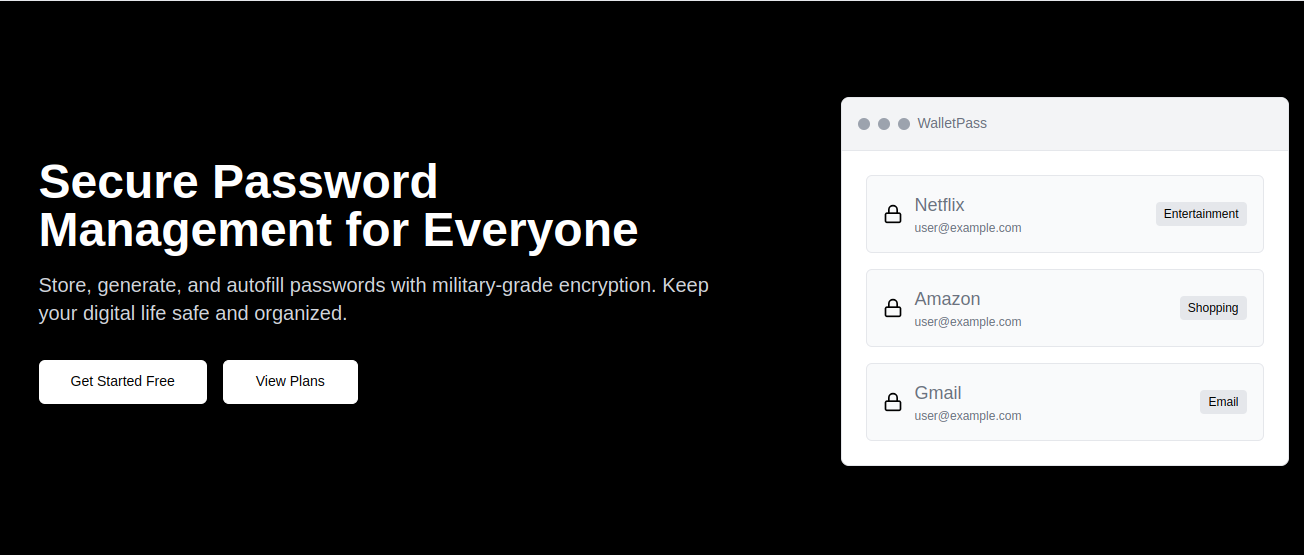 Secure Password
Management for Everyone
Store, generate, and autofill passwords with military-grade encryption. Keep
your digital life safe and organized.
Get Started Free
View Plans
WalletPass
Netflix
user@example.com
Entertainment
Amazon
user@example.com
Shopping
Gmail
user@example.com
Email